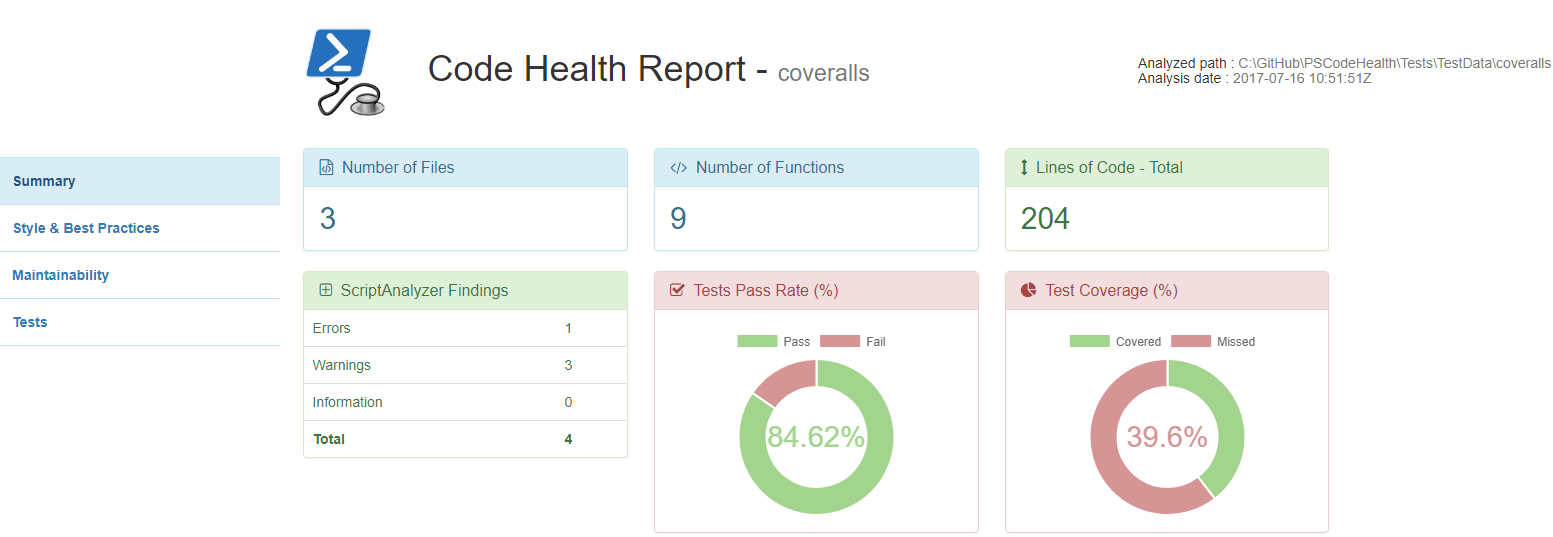 Code Health Report - coveralls
Analyzed path : C:\GitHub\PSCodeHealth\Tests\TestData\coveralls
Analysis date : 2017-07-16 10:51:51Z
Summary
Style & Best Practices
Maintainability
Tests
Number of Files
3
Number of Functions
9
Lines of Code - Total
204
ScriptAnalyzer Findings
Errors 1
Warnings 3
Information 0
Total 4
Tests Pass Rate (%)
Pass Fail
84.62%
Test Coverage (%)
Covered Missed
39.6%